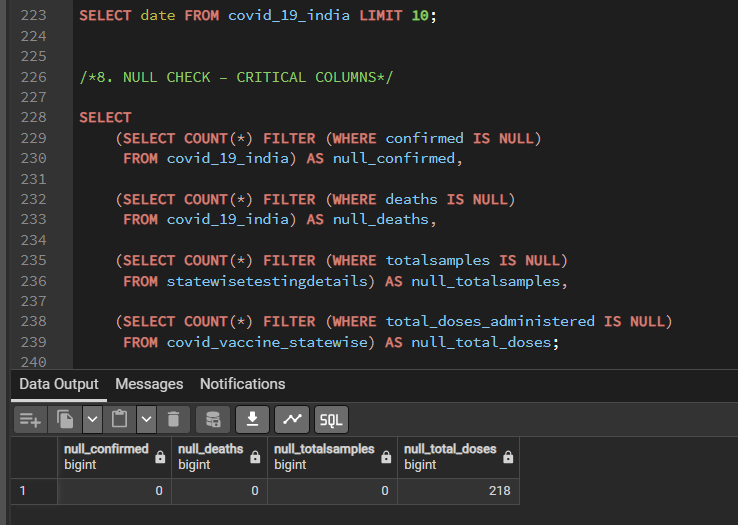 223 SELECT date FROM covid_19_india LIMIT 10;
224
225
226 /*8. NULL CHECK – CRITICAL COLUMNS*/
227
228 SELECT
229 (SELECT COUNT(*) FILTER (WHERE confirmed IS NULL)
230 FROM covid_19_india) AS null_confirmed,
231
232 (SELECT COUNT(*) FILTER (WHERE deaths IS NULL)
233 FROM covid_19_india) AS null_deaths,
234
235 (SELECT COUNT(*) FILTER (WHERE totalsamples IS NULL)
236 FROM statewisetestingdetails) AS null_totalsamples,
237
238 (SELECT COUNT(*) FILTER (WHERE total_doses_administered IS NULL)
239 FROM covid_vaccine_statewise) AS null_total_doses;
240
Data Output Messages Notifications
SQL
null_confirmed null_deaths null_totalsamples null_total_doses
bigint bigint bigint bigint
1 0 0 0 218